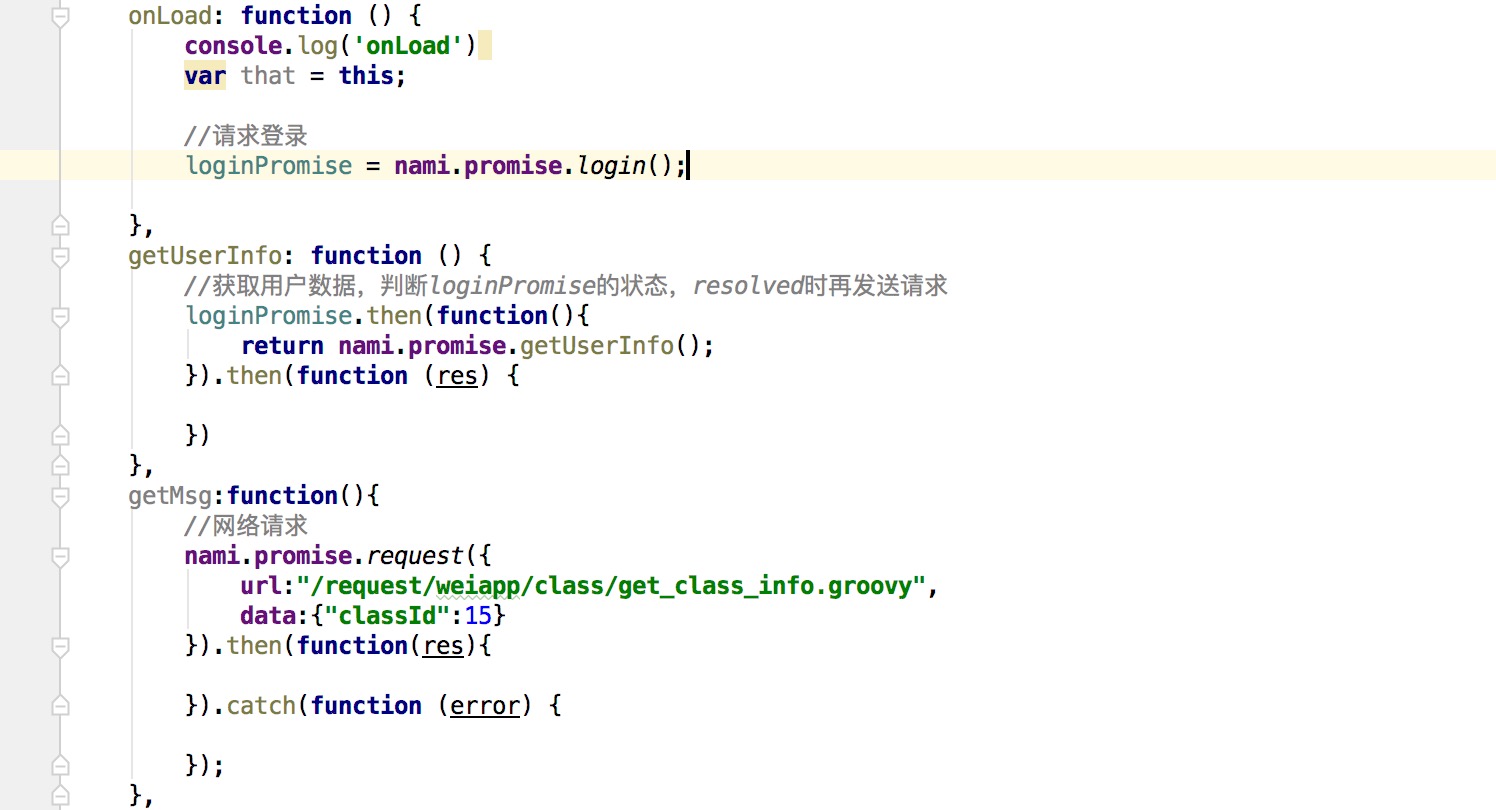 onLoad: function () {
console.log('onLoad')
var that = this;
//请求登录
loginPromise = nami.promise.login();
},
getUserInfo: function () {
//获取用户数据，判断loginPromise的状态，resolved时再发送请求
loginPromise.then(function(){
return nami.promise.getUserInfo();
}).then(function (res) {
})
},
getMsg:function(){
//网络请求
nami.promise.request({
url:"/request/weiapp/class/get_class_info.groovy",
data:{"classId":15}
}).then(function(res){
}).catch(function (error) {
});
},